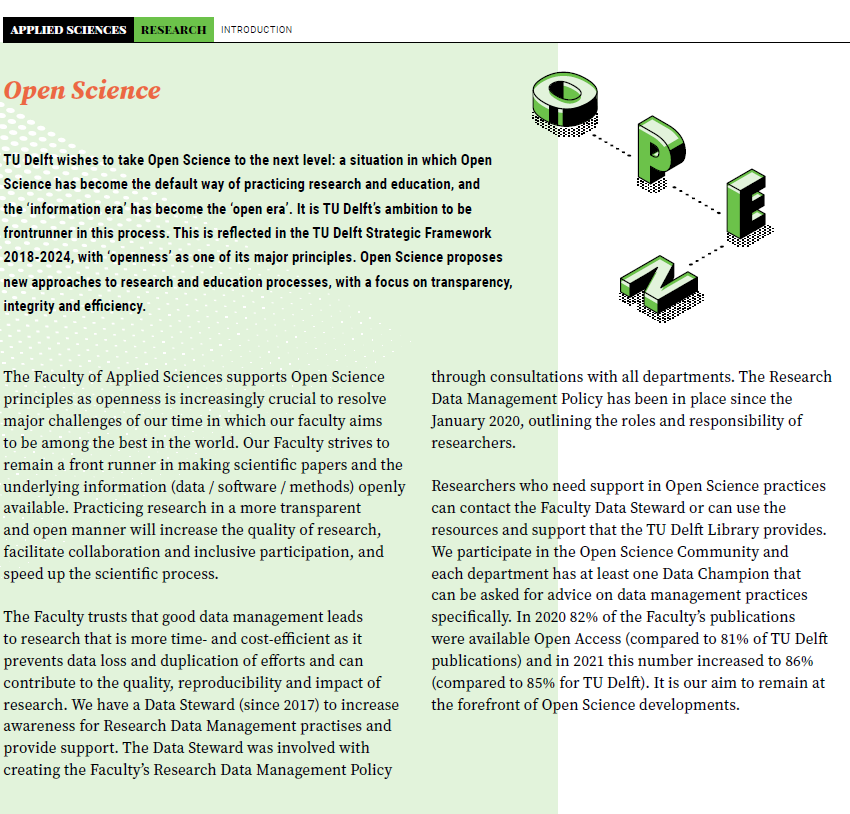 APPLIED SCIENCES RESEARCH INTRODUCTION
Open Science
O
P
E
N
TU Delft wishes to take Open Science to the next level: a situation in which Open
Science has become the default way of practicing research and education, and
the ‘information era’ has become the ‘open era’. It is TU Delft’s ambition to be
frontrunner in this process. This is reflected in the TU Delft Strategic Framework
2018-2024, with ‘openness’ as one of its major principles. Open Science proposes
new approaches to research and education processes, with a focus on transparency,
integrity and efficiency.
The Faculty of Applied Sciences supports Open Science
principles as openness is increasingly crucial to resolve
major challenges of our time in which our faculty aims
to be among the best in the world. Our Faculty strives to
remain a front runner in making scientific papers and the
underlying information (data / software / methods) openly
available. Practicing research in a more transparent
and open manner will increase the quality of research,
facilitate collaboration and inclusive participation, and
speed up the scientific process.
The Faculty trusts that good data management leads
to research that is more time- and cost-efficient as it
prevents data loss and duplication of efforts and can
contribute to the quality, reproducibility and impact of
research. We have a Data Steward (since 2017) to increase
awareness for Research Data Management practises and
provide support. The Data Steward was involved with
creating the Faculty’s Research Data Management Policy
through consultations with all departments. The Research
Data Management Policy has been in place since the
January 2020, outlining the roles and responsibility of
researchers.
Researchers who need support in Open Science practices
can contact the Faculty Data Steward or can use the
resources and support that the TU Delft Library provides.
We participate in the Open Science Community and
each department has at least one Data Champion that
can be asked for advice on data management practices
specifically. In 2020 82% of the Faculty’s publications
were available Open Access (compared to 81% of TU Delft
publications) and in 2021 this number increased to 86%
(compared to 85% for TU Delft). It is our aim to remain at
the forefront of Open Science developments.